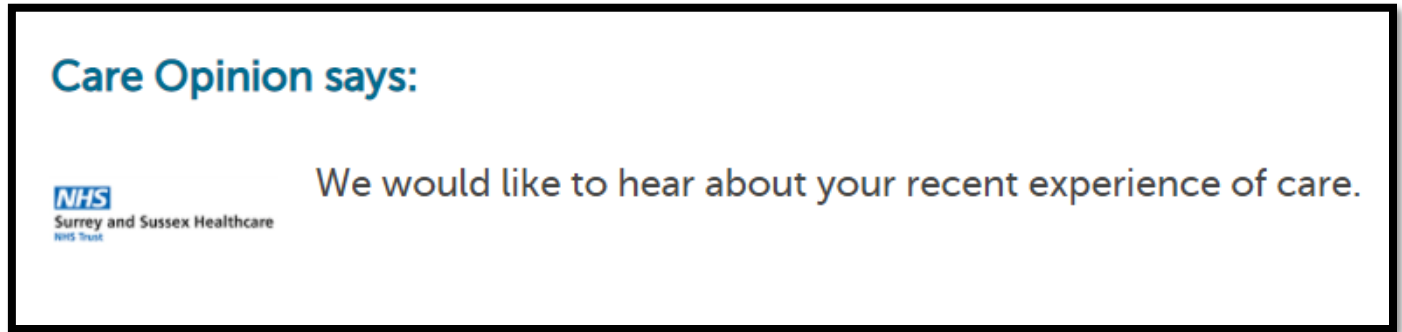 Care Opinion says:
We would like to hear about your recent experience of care.
NHS
Surrey and Sussex Healthcare
NHS Trust